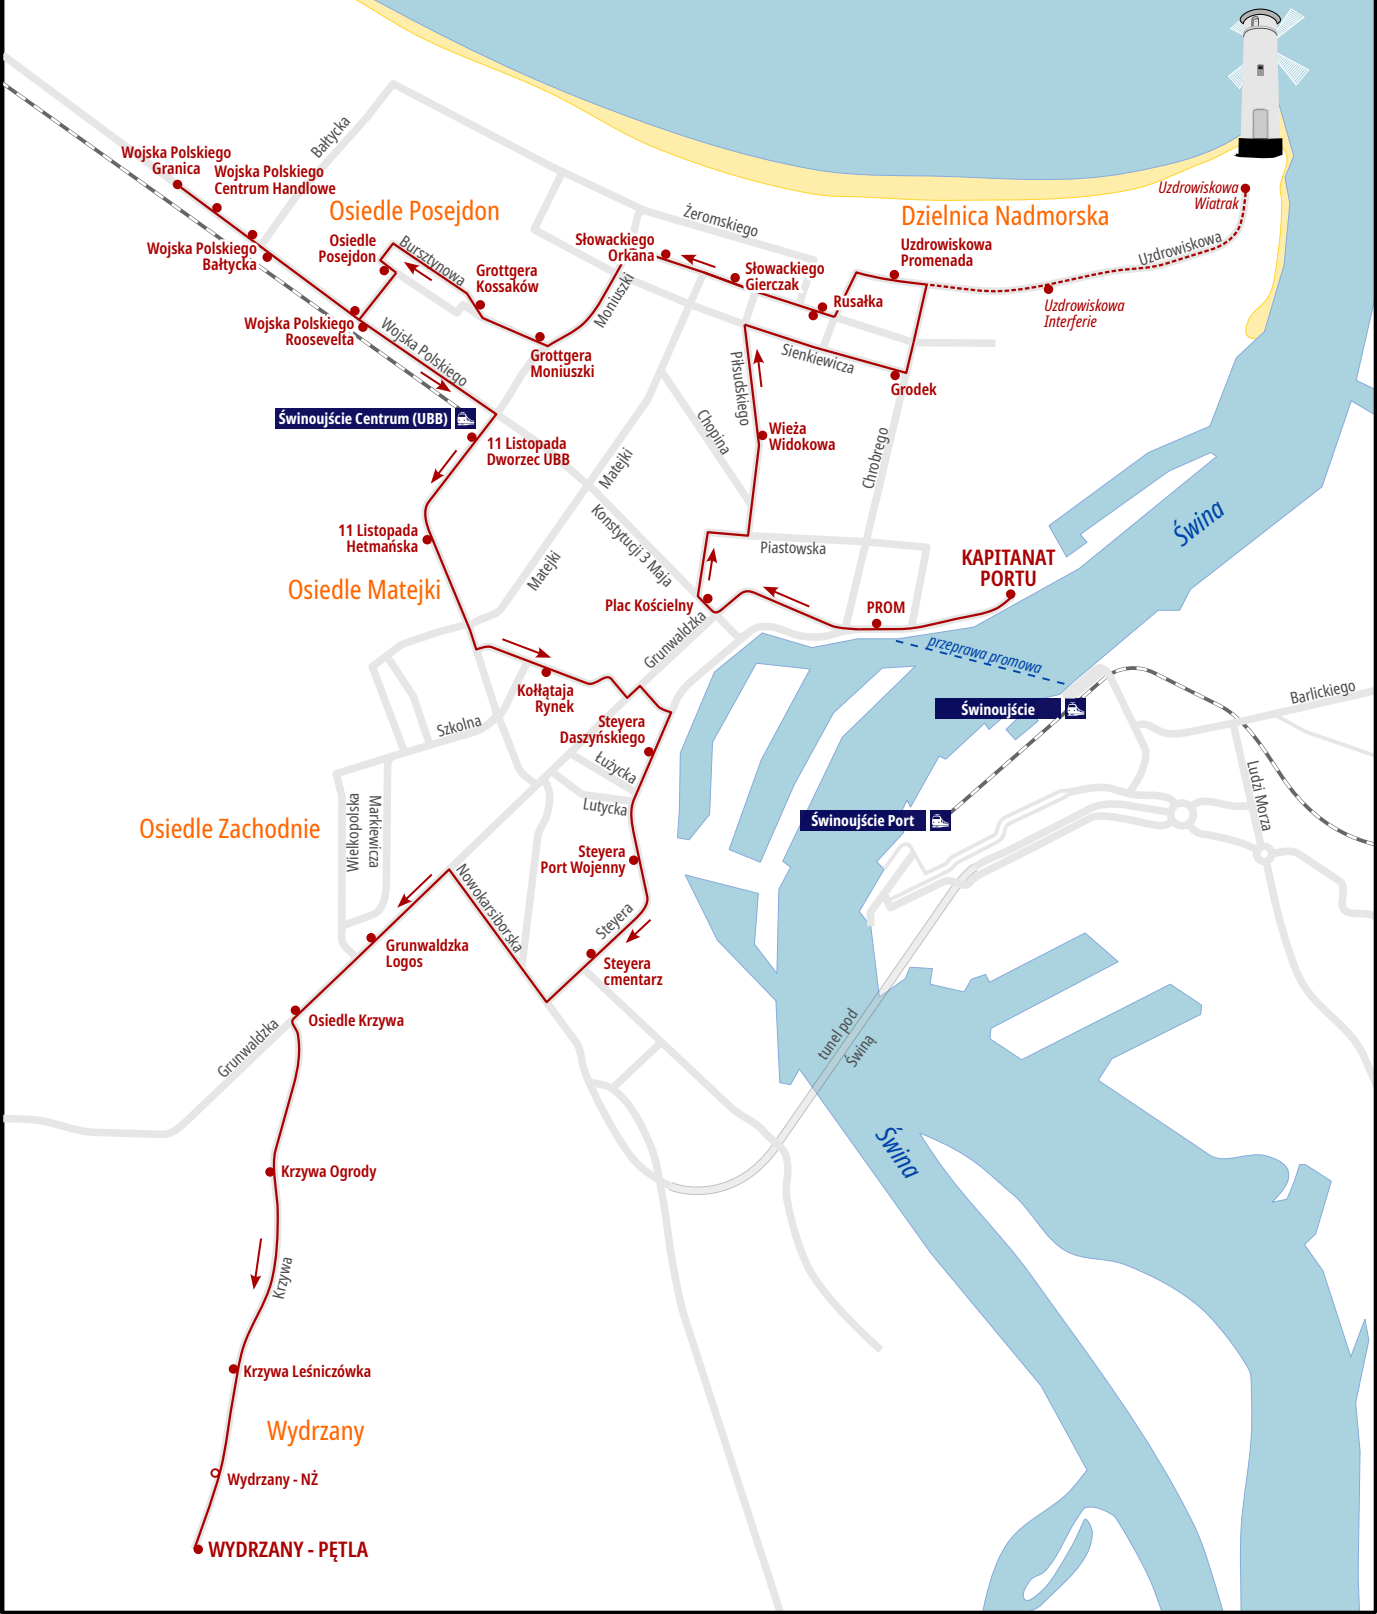 Bałtycka
Wojska Polskiego
Granica
Wojska Polskiego
Centrum Handlowe
Osiedle Posejdon
Żeromskiego
Dzielnica Nadmorska
Uzdrowiskowa
Wiatrak
Wojska Polskiego
Bałtycka
Osiedle
Posejdon
Bursztynowa
Grottgera
Kossaków
Słowackiego
Orkana
Słowackiego
Gierczak
Uzdrowiskowa
Promenada
Uzdrowiskowa
Rusałka
Uzdrowiskowa
Interferie
Moniuszki
Wojska Polskiego
Roosevelta
Wojska Polskiego
Grottgera
Moniuszki
Piłsudskiego
Sienkiewicza
Grodek
Świnoujście Centrum (UBB)
11 Listopada
Dworzec UBB
Chopina
Wieża
Widokowa
Chrobrego
Matejki
11 Listopada
Hetmańska
Konstytucji 3 Maja
Piastowska
Świna
Osiedle Matejki
Matejki
KAPITANAT
PORTU
Plac Kościelny
PROM
Grunwaldzka
przeprawa promowa
Kołłątaja
Rynek
Szkolna
Steyera
Daszyńskiego
Świnoujście
Barlickiego
Łużycka
Lutycka
Ludzi Morza
Osiedle Zachodnie
Wielkopolska
Markiewicza
Świnoujście Port
Steyera
Port Wojenny
Nowokarsiborska
Steyera
Grunwaldzka
Logos
Steyera
cmentarz
Osiedle Krzywa
Grunwaldzka
tunel pod
Świną
Świna
Krzywa Ogrody
Krzywa
Krzywa Leśniczówka
Wydrzany
Wydrzany - NŻ
WYDRZANY - PĘTLA